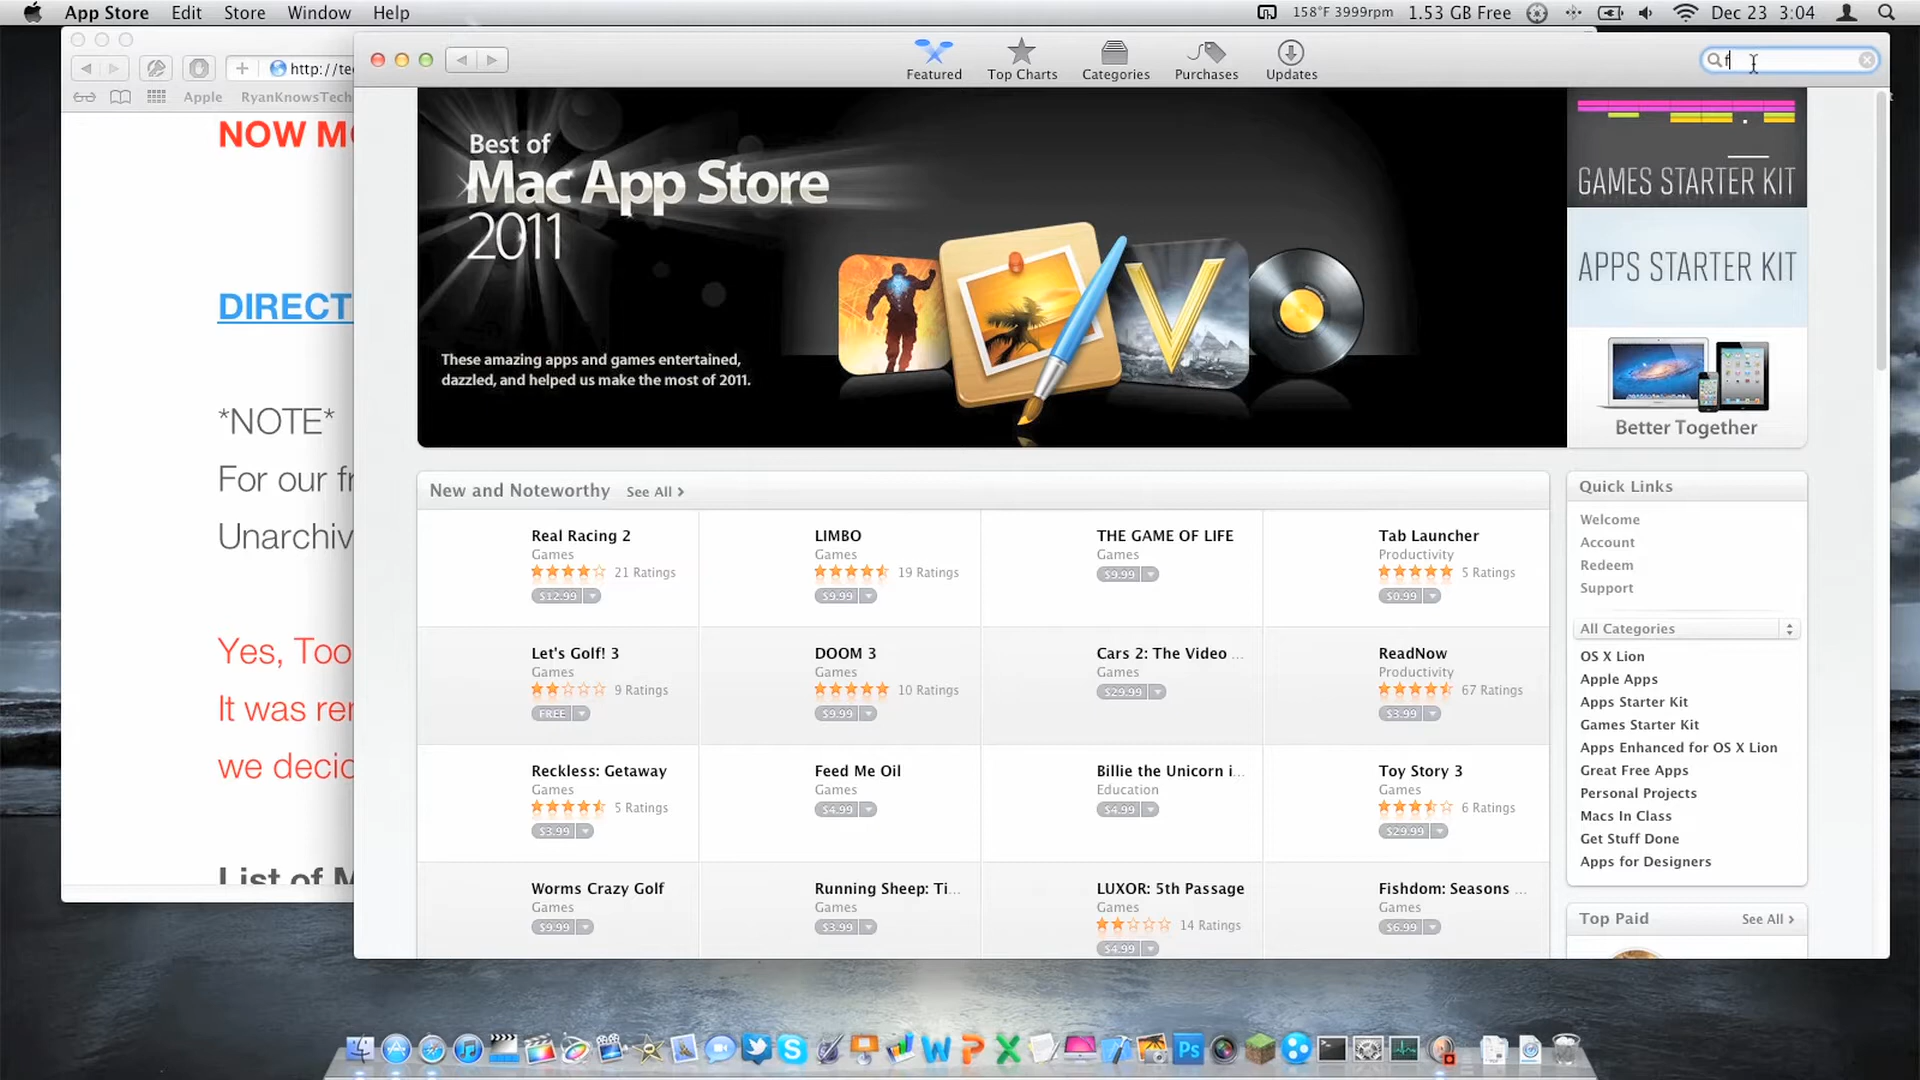 App Store Edit Store Window Help
158°F 3999rpm 1.53 GB Free Dec 23 3:04
http://te
Apple RyanKnowsTech
Featured Top Charts Categories Purchases Updates
f
NOW M
DIRECT
*NOTE*
For our fr
Unarchiv
Yes, Too
It was re
we decid
List of M
Best of
Mac App Store
2011
These amazing apps and games entertained,
dazzled, and helped us make the most of 2011.
GAMES STARTER KIT
APPS STARTER KIT
Better Together
New and Noteworthy See All >
Real Racing 2
Games
21 Ratings
$12.99
LIMBO
Games
19 Ratings
$9.99
THE GAME OF LIFE
Games
$9.99
Tab Launcher
Productivity
5 Ratings
$0.99
Let's Golf! 3
Games
9 Ratings
FREE
DOOM 3
Games
10 Ratings
$9.99
Cars 2: The Video ...
Games
$29.99
ReadNow
Productivity
67 Ratings
$3.99
Reckless: Getaway
Games
5 Ratings
$3.99
Feed Me Oil
Games
$4.99
Billie the Unicorn i...
Education
$4.99
Toy Story 3
Games
6 Ratings
$29.99
Worms Crazy Golf
Games
$9.99
Running Sheep: Ti...
Games
$3.99
LUXOR: 5th Passage
Games
14 Ratings
$4.99
Fishdom: Seasons ...
Games
$6.99
Quick Links
Welcome
Account
Redeem
Support
All Categories
OS X Lion
Apple Apps
Apps Starter Kit
Games Starter Kit
Apps Enhanced for OS X Lion
Great Free Apps
Personal Projects
Macs In Class
Get Stuff Done
Apps for Designers
Top Paid See All >
Ps